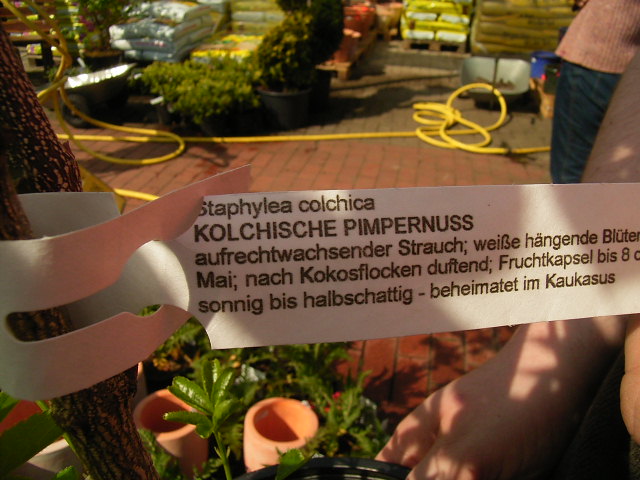 Staphylea colchica
KOLCHISCHE PIMPERNUSS
aufrechtwachsender Strauch; weiße hängende Blüten
Mai; nach Kokosflocken duftend; Fruchtkapsel bis 8 c
sonnig bis halbschattig - beheimatet im Kaukasus